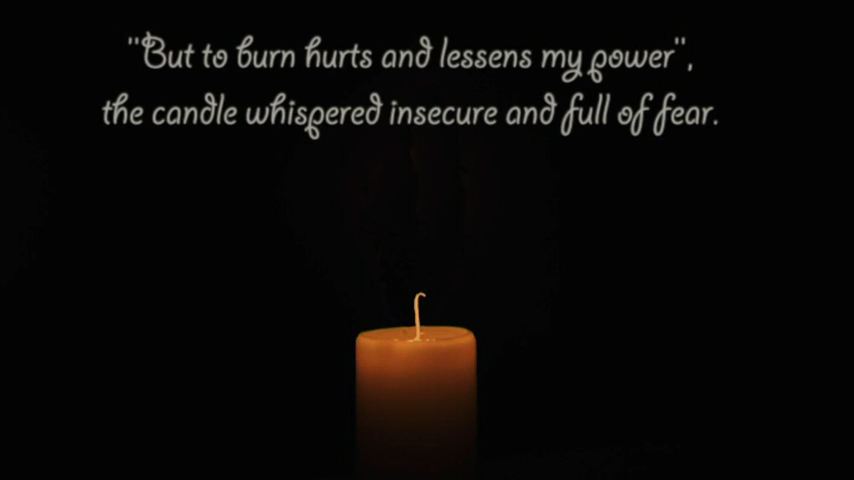 "But to burn hurts and lessens my power",
the candle whispered insecure and full of fear.